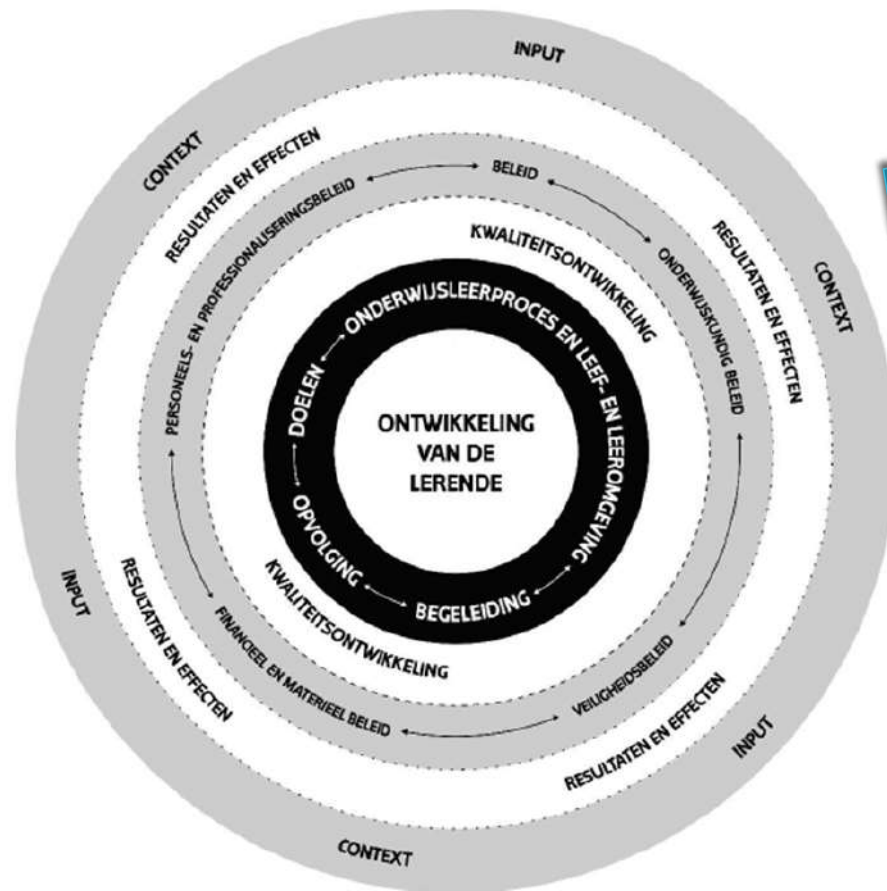 INPUT
CONTEXT
CONTEXT
INPUT
INPUT
CONTEXT
RESULTATEN EN EFFECTEN
RESULTATEN EN EFFECTEN
RESULTATEN EN EFFECTEN
RESULTATEN EN EFFECTEN
BELEID
ONDERWIJSKUNDIG BELEID
VEILIGHEIDSBELEID
FINANCIEEL EN MATERIEEL BELEID
PERSONEELS- EN PROFESSIONALISERINGSBELEID
KWALITEITSONTWIKKELING
KWALITEITSONTWIKKELING
DOELEN
ONDERWIJSLEERPROCES EN LEEF- EN LEEROMGEVING
BEGELEIDING
OPVOLGING
ONTWIKKELING
VAN DE
LERENDE